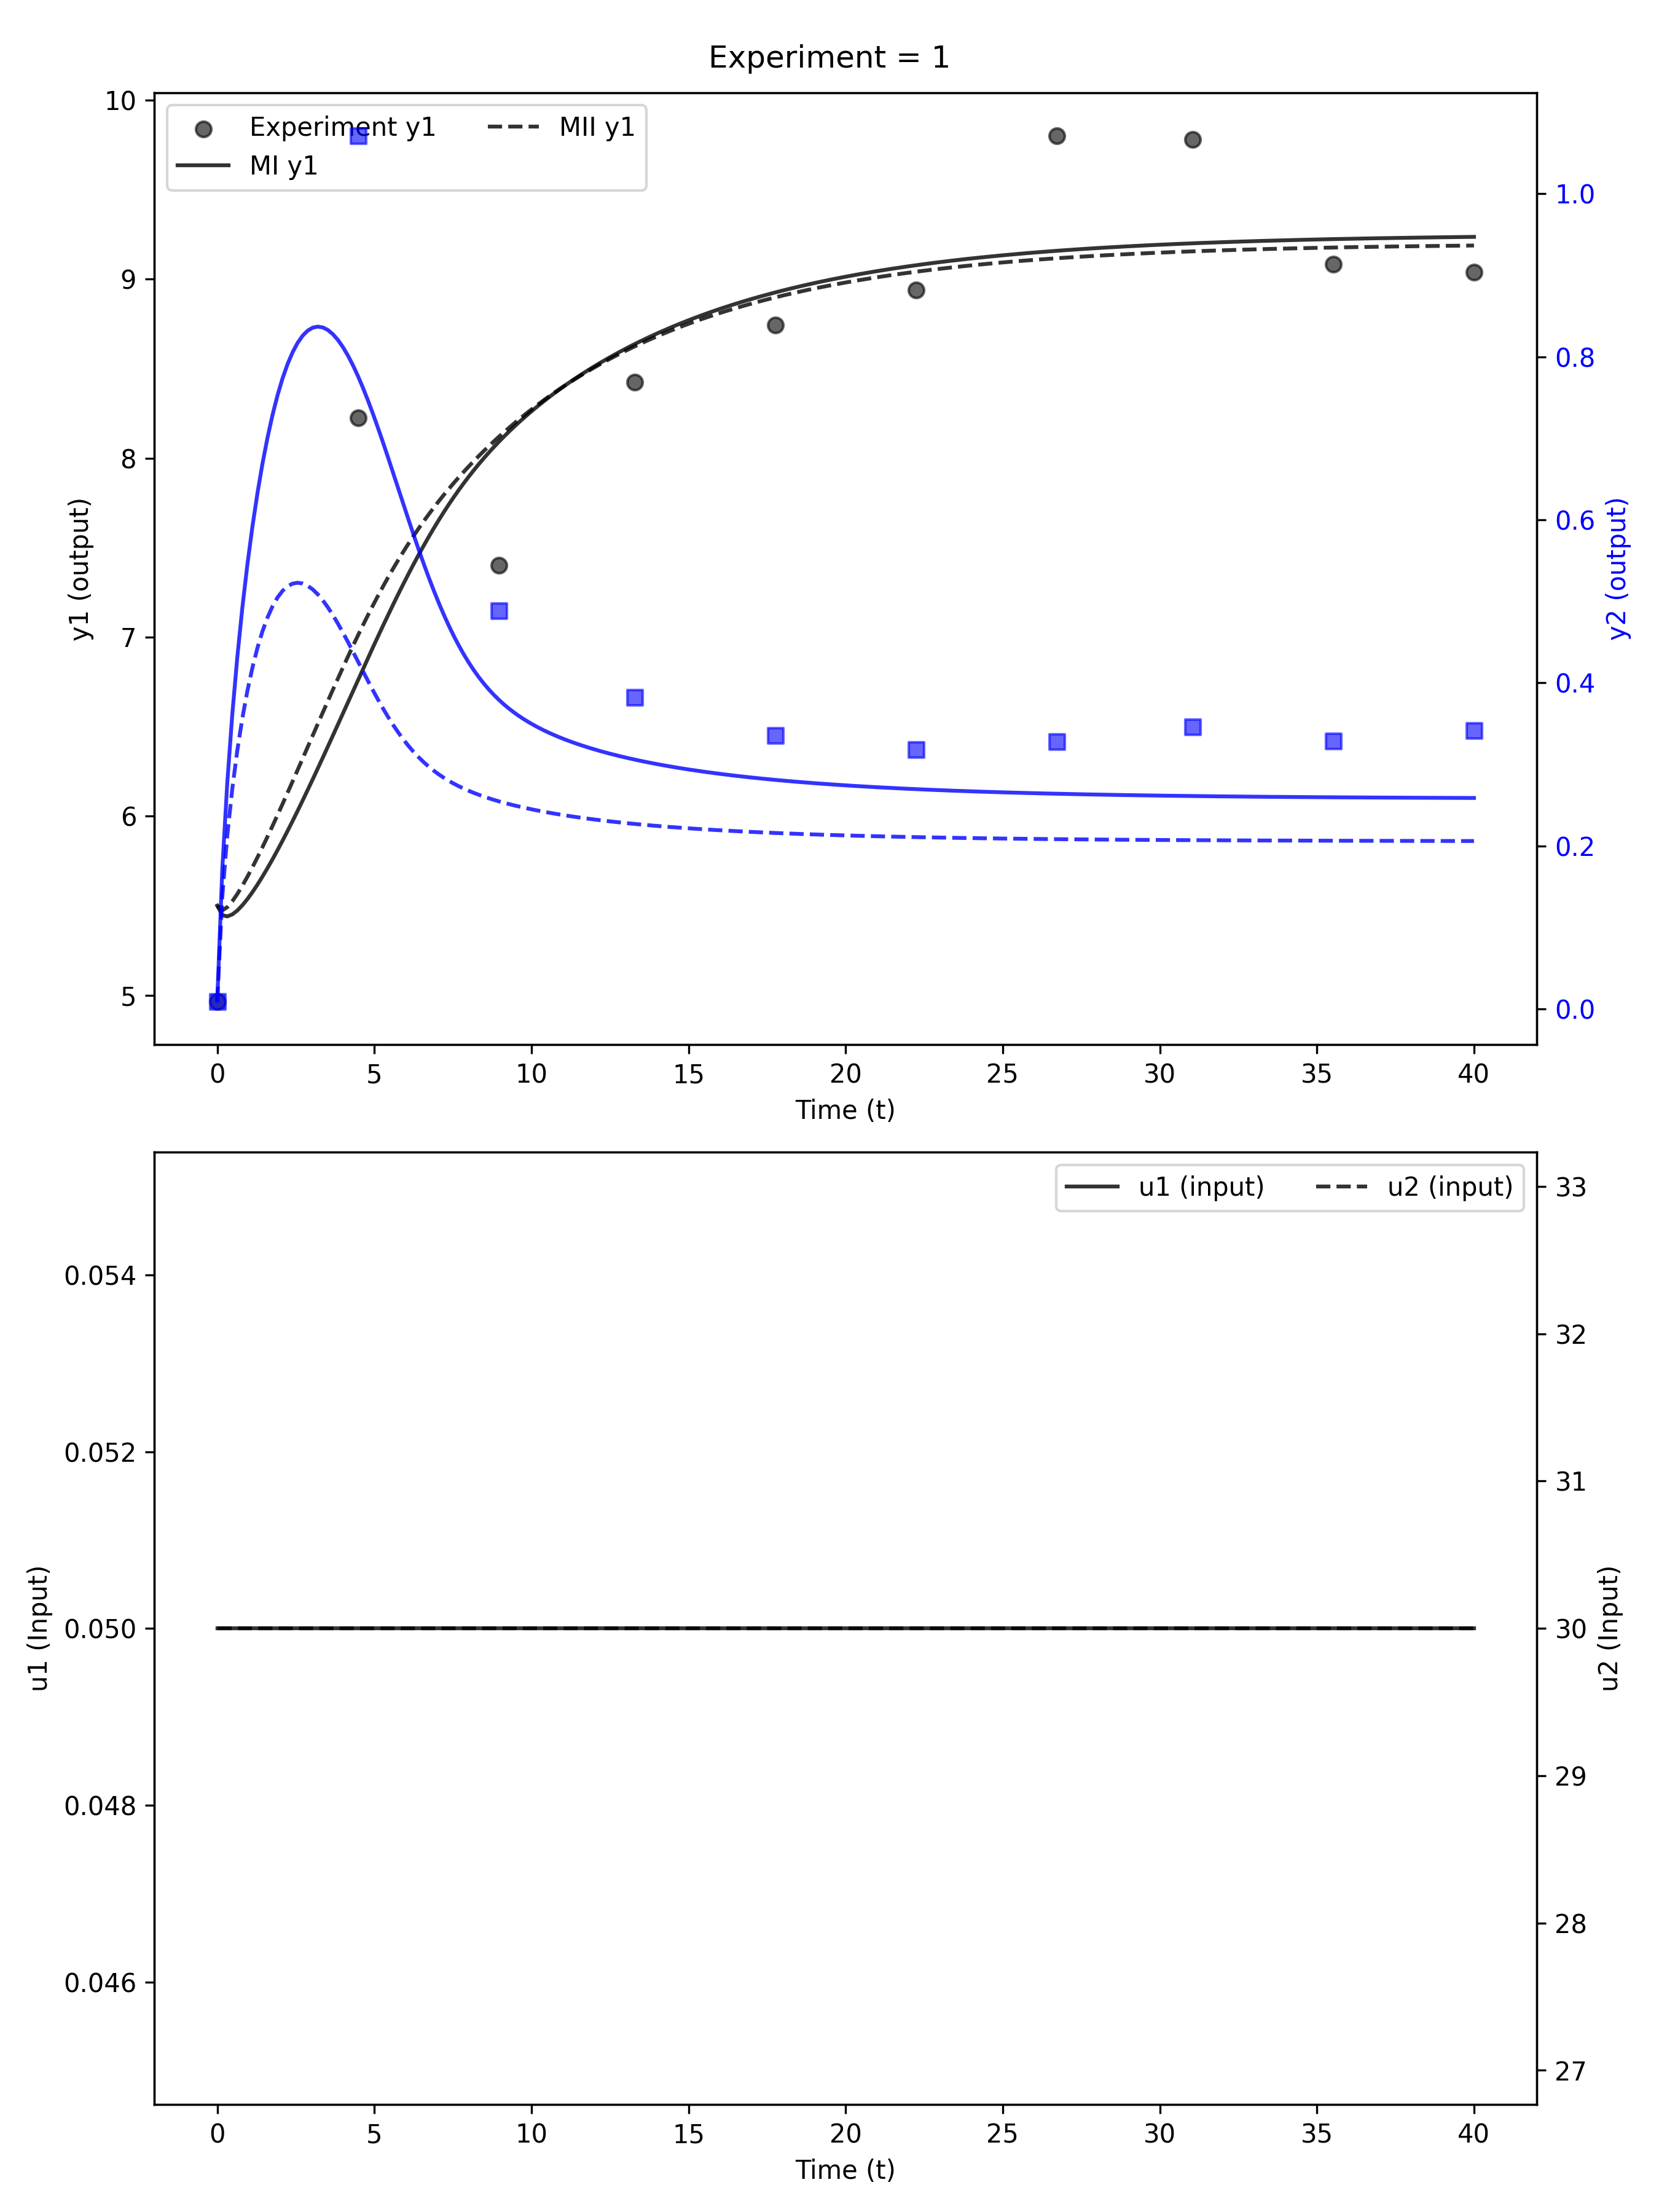 Experiment = 1
Experiment y1
MI y1
MII y1
y1 (output)
10
9
8
7
6
5
y2 (output)
1.0
0.8
0.6
0.4
0.2
0.0
0 5 10 15 20 25 30 35 40
Time (t)
u1 (input) u2 (input)
u1 (Input)
0.054
0.052
0.050
0.048
0.046
u2 (Input)
33
32
31
30
29
28
27
0 5 10 15 20 25 30 35 40
Time (t)